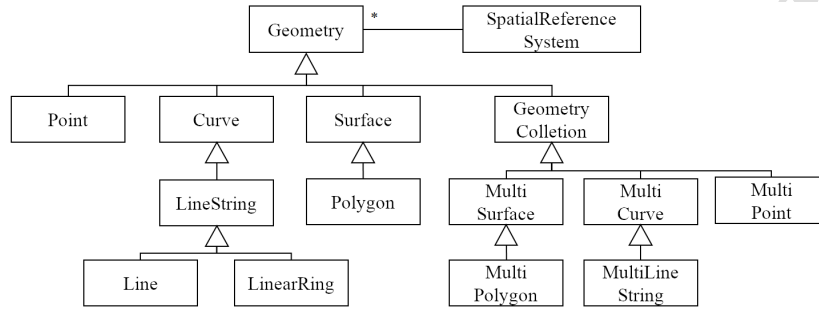 Geometry
*
SpatialReference
System
Point
Curve
Surface
Geometry
Colletion
LineString
Polygon
Multi
Surface
Multi
Curve
Multi
Point
Line
LinearRing
Multi
Polygon
MultiLine
String